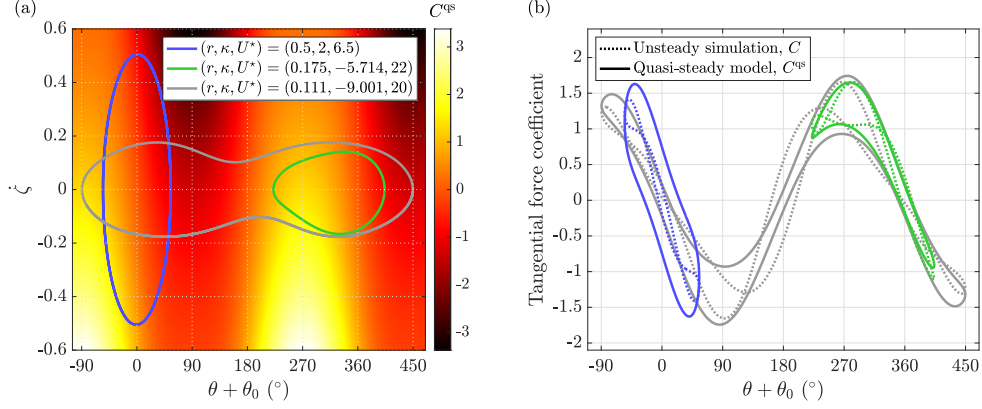 (a)
C^qs
0.6
0.4
0.2
0
-0.2
-0.4
-0.6
ζ̇
(r, κ, U*) = (0.5, 2, 6.5)
(r, κ, U*) = (0.175, −5.714, 22)
(r, κ, U*) = (0.111, −9.001, 20)
-90 0 90 180 270 360 450
θ + θ₀ (°)
3
2
1
0
-1
-2
-3
(b)
Tangential force coefficient
2
1.5
1
0.5
0
-0.5
-1
-1.5
-2
Unsteady simulation, C
Quasi-steady model, C^qs
-90 0 90 180 270 360 450
θ + θ₀ (°)